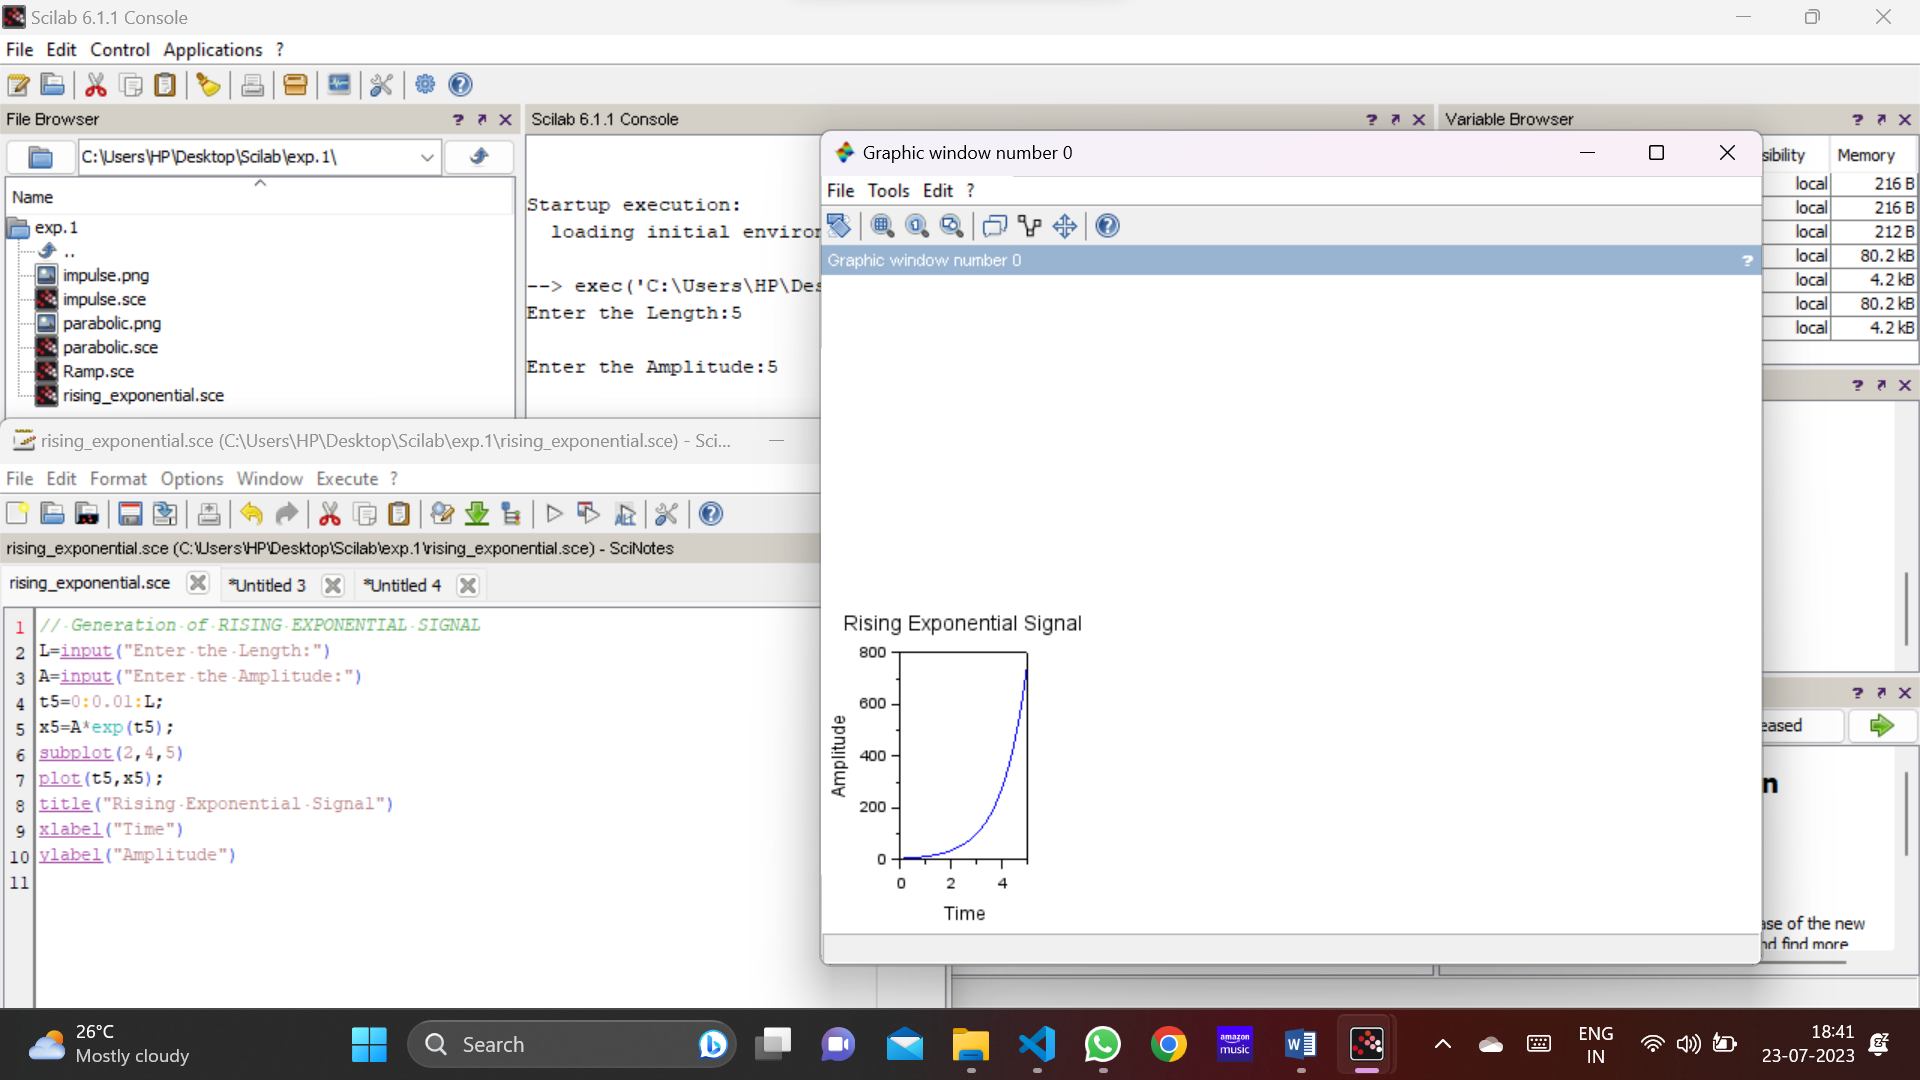 Scilab 6.1.1 Console
File Edit Control Applications ?
File Browser
C:\Users\HP\Desktop\Scilab\exp.1\
Name
exp.1
..
impulse.png
impulse.sce
parabolic.png
parabolic.sce
Ramp.sce
rising_exponential.sce
Scilab 6.1.1 Console
Startup execution:
loading initial environ
--> exec('C:\Users\HP\Des
Enter the Length:5
Enter the Amplitude:5
Variable Browser
sibility Memory
local 216 B
local 216 B
local 212 B
local 80.2 kB
local 4.2 kB
local 80.2 kB
local 4.2 kB
eased
n
ase of the new
nd find more
rising_exponential.sce (C:\Users\HP\Desktop\Scilab\exp.1\rising_exponential.sce) - Sci...
File Edit Format Options Window Execute ?
rising_exponential.sce (C:\Users\HP\Desktop\Scilab\exp.1\rising_exponential.sce) - SciNotes
rising_exponential.sce *Untitled 3 *Untitled 4
1 // Generation of RISING EXPONENTIAL SIGNAL
2 L=input("Enter the Length:")
3 A=input("Enter the Amplitude:")
4 t5=0:0.01:L;
5 x5=A*exp(t5);
6 subplot(2,4,5)
7 plot(t5,x5);
8 title("Rising Exponential Signal")
9 xlabel("Time")
10 ylabel("Amplitude")
11
Graphic window number 0
File Tools Edit ?
Graphic window number 0 ?
Rising Exponential Signal
800
600
400
200
0
Amplitude
0 2 4
Time
26°C
Mostly cloudy
Search
amazon music
W
ENG
IN
18:41
23-07-2023